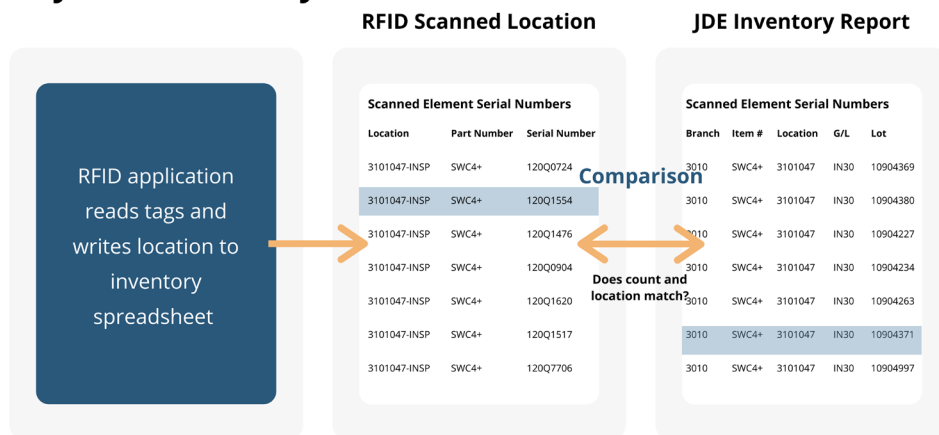 RFID Scanned Location
JDE Inventory Report
RFID application
reads tags and
writes location to
inventory
spreadsheet
Scanned Element Serial Numbers
Location Part Number Serial Number
3101047-INSP SWC4+ 120Q0724
3101047-INSP SWC4+ 120Q1554
3101047-INSP SWC4+ 120Q1476
3101047-INSP SWC4+ 120Q0904
3101047-INSP SWC4+ 120Q1620
3101047-INSP SWC4+ 120Q1517
3101047-INSP SWC4+ 120Q7706
Comparison
Does count and
location match?
Scanned Element Serial Numbers
Branch Item # Location G/L Lot
3010 SWC4+ 3101047 IN30 10904369
3010 SWC4+ 3101047 IN30 10904380
3010 SWC4+ 3101047 IN30 10904227
3010 SWC4+ 3101047 IN30 10904234
3010 SWC4+ 3101047 IN30 10904263
3010 SWC4+ 3101047 IN30 10904371
3010 SWC4+ 3101047 IN30 10904997